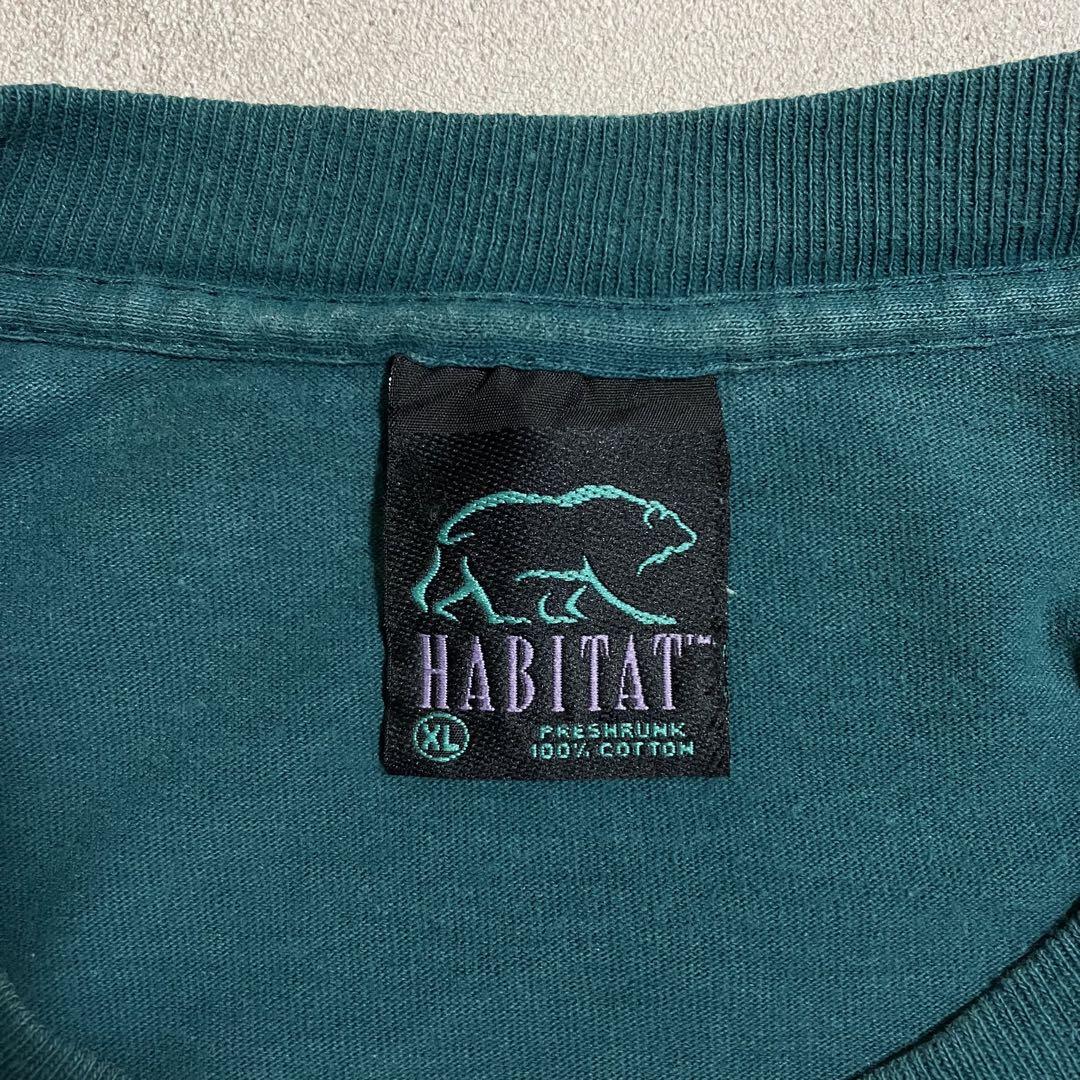 HABITAT™
XL
PRESHRUNK
100% COTTON